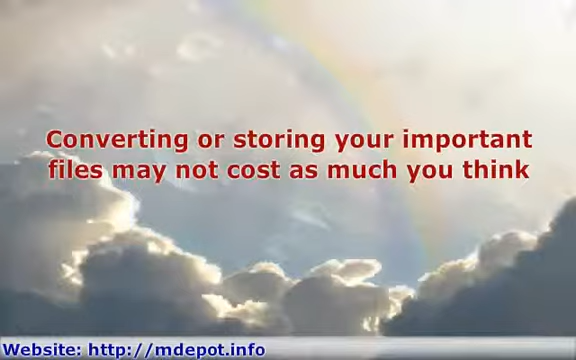 Converting or storing your important
files may not cost as much you think
Website: http://mdepot.info